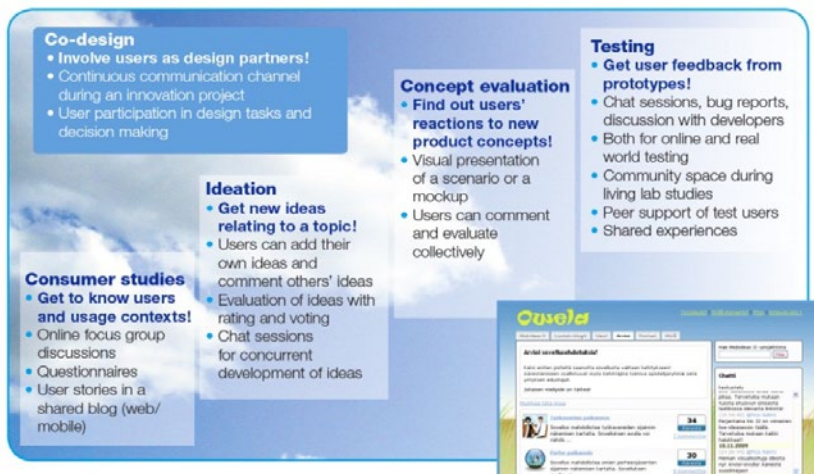 Co-design
• Involve users as design partners!
• Continuous communication channel
during an innovation project
• User participation in design tasks and
decision making
Testing
• Get user feedback from
prototypes!
• Chat sessions, bug reports,
discussion with developers
• Both for online and real
world testing
• Community space during
living lab studies
• Peer support of test users
• Shared experiences
Concept evaluation
• Find out users'
reactions to new
product concepts!
• Visual presentation
of a scenario or a
mockup
• Users can comment
and evaluate
collectively
Ideation
• Get new ideas
relating to a topic!
• Users can add their
own ideas and
comment others' ideas
• Evaluation of ideas with
rating and voting
• Chat sessions
for concurrent
development of ideas
Consumer studies
• Get to know users
and usage contexts!
• Online focus group
discussions
• Questionnaires
• User stories in a
shared blog (web/
mobile)
Owela
Chatti
34
30